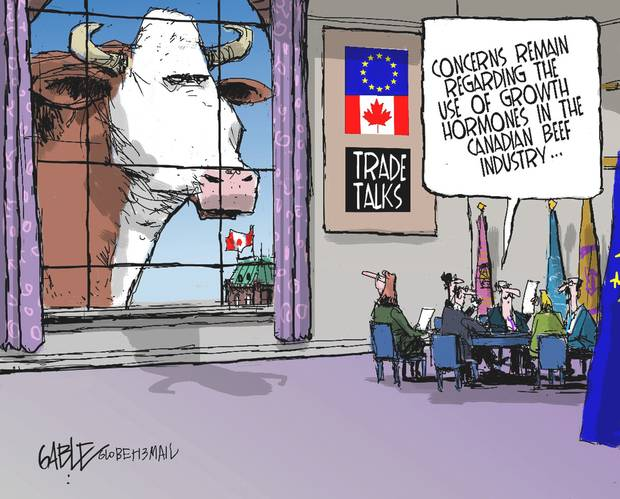 CONCERNS REMAIN
REGARDING THE
USE OF GROWTH
HORMONES IN THE
CANADIAN BEEF
INDUSTRY...
TRADE
TALKS
GABLE GLOBE&MAIL